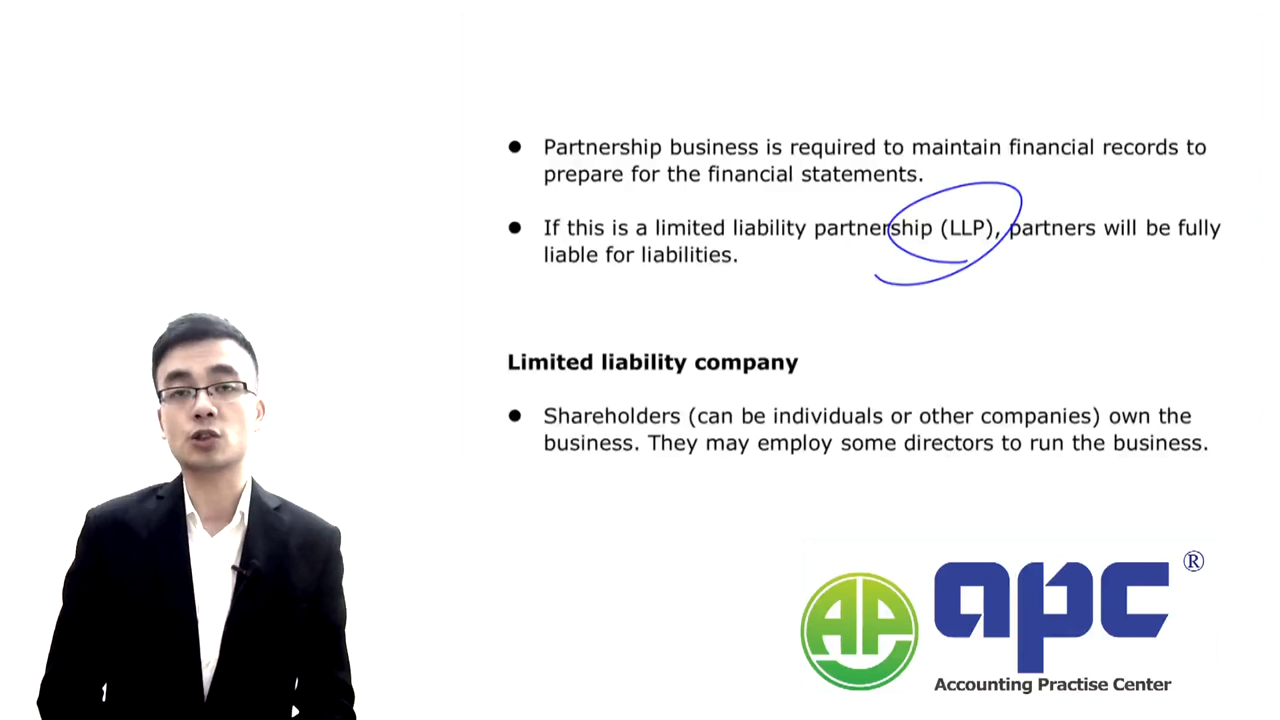 ● Partnership business is required to maintain financial records to
prepare for the financial statements.
● If this is a limited liability partnership (LLP), partners will be fully
liable for liabilities.
Limited liability company
● Shareholders (can be individuals or other companies) own the
business. They may employ some directors to run the business.
AP apc ®
Accounting Practise Center